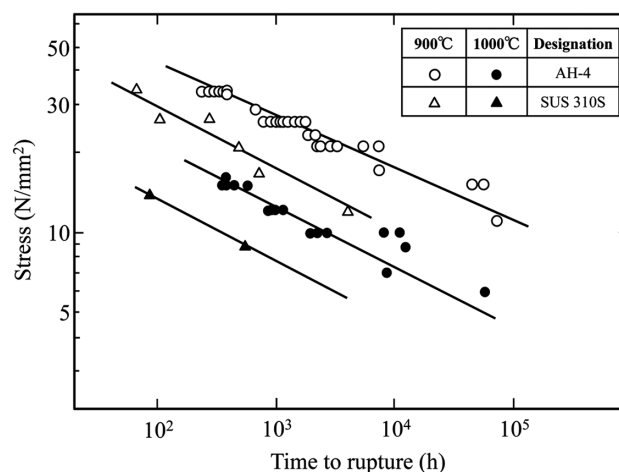 900℃ 1000℃ Designation
AH-4
SUS 310S
50
30
10
5
Stress (N/mm²)
10² 10³ 10⁴ 10⁵
Time to rupture (h)